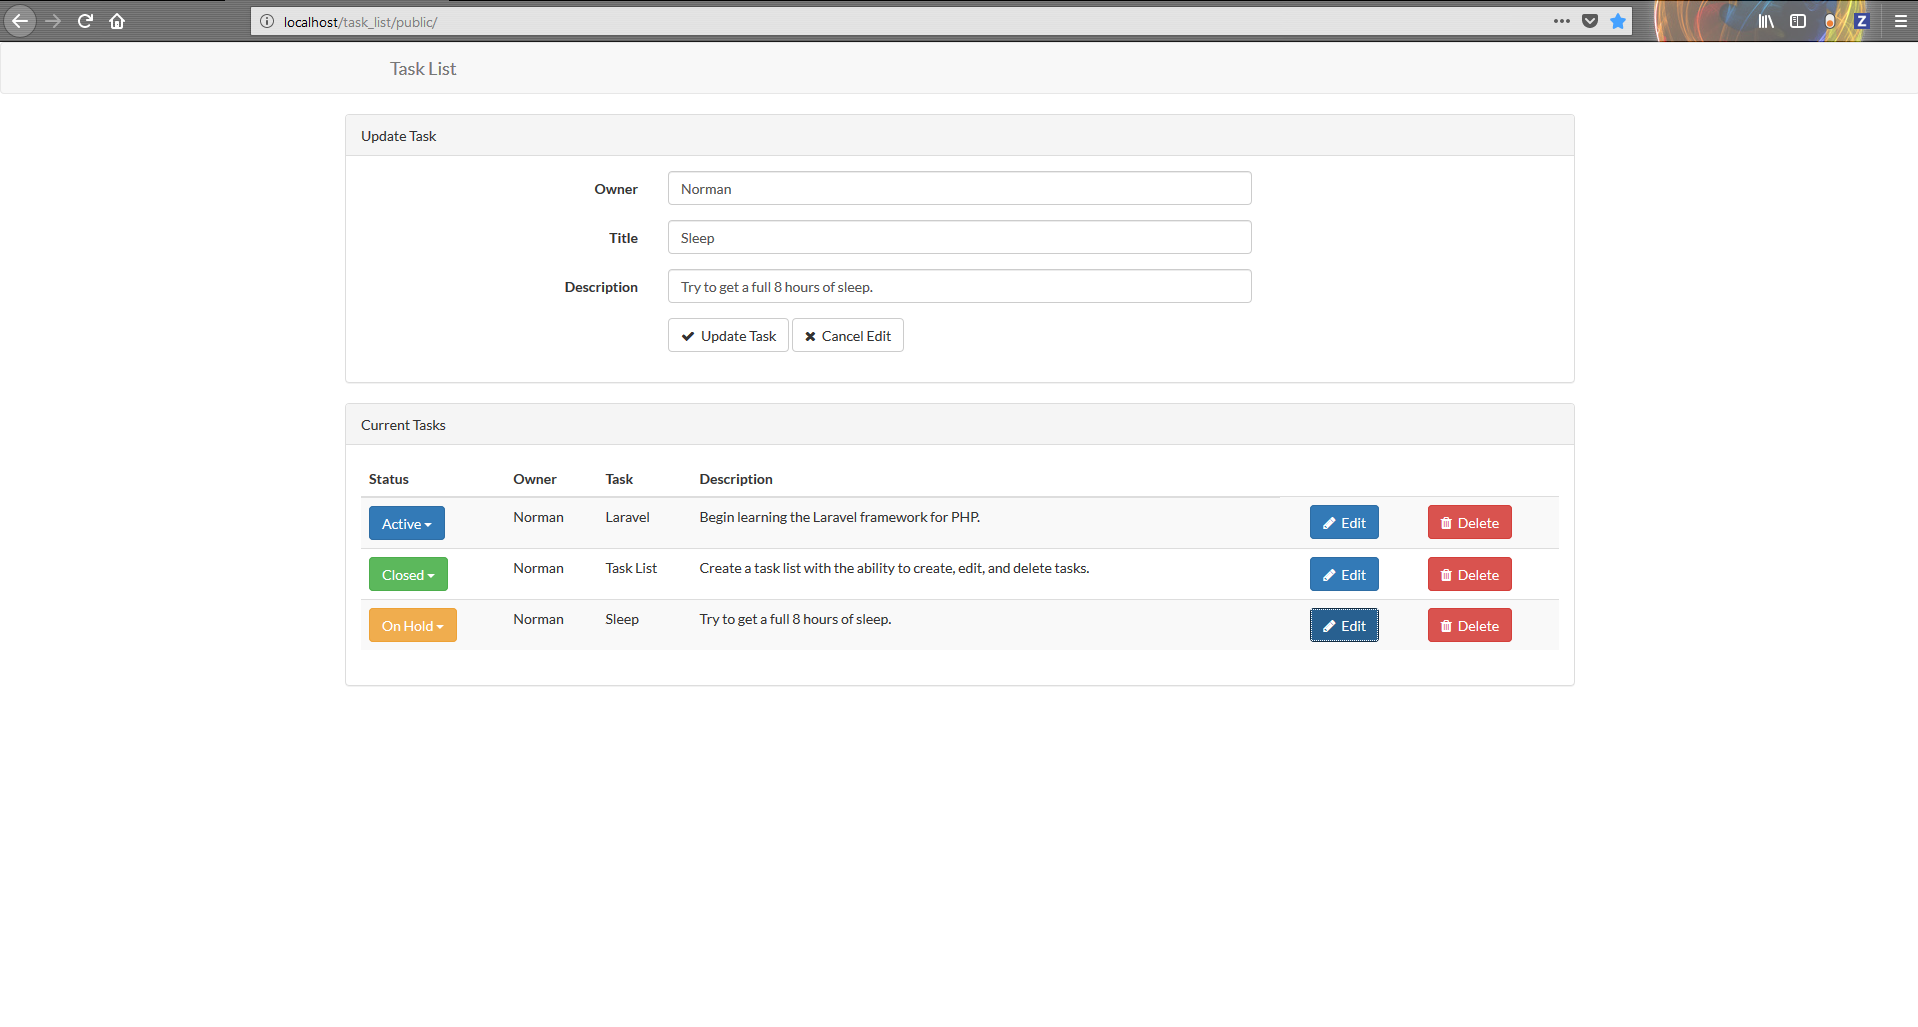 localhost/task_list/public/
Z
Task List
Update Task
Owner Norman
Title Sleep
Description Try to get a full 8 hours of sleep.
Update Task Cancel Edit
Current Tasks
Status Owner Task Description
Active Norman Laravel Begin learning the Laravel framework for PHP. Edit Delete
Closed Norman Task List Create a task list with the ability to create, edit, and delete tasks. Edit Delete
On Hold Norman Sleep Try to get a full 8 hours of sleep. Edit Delete